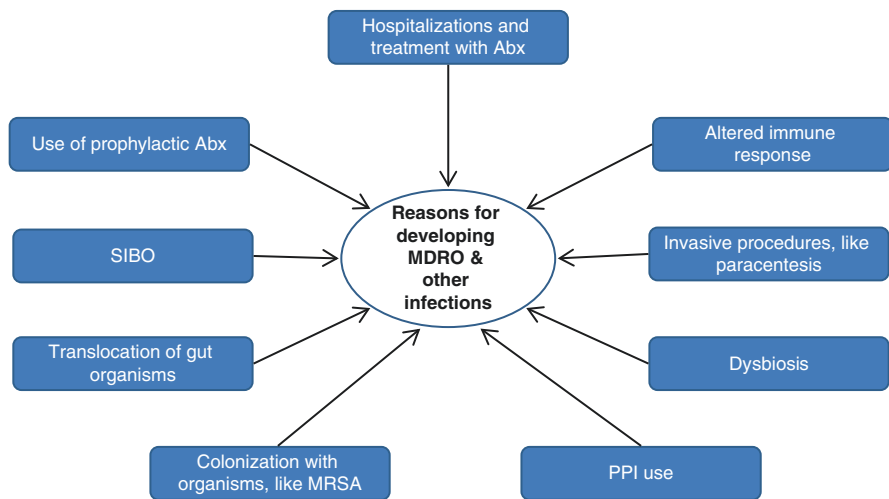 Hospitalizations and
treatment with Abx
Use of prophylactic Abx
Altered immune
response
Reasons for
developing
MDRO &
other
infections
SIBO
Invasive procedures, like
paracentesis
Translocation of gut
organisms
Dysbiosis
Colonization with
organisms, like MRSA
PPI use